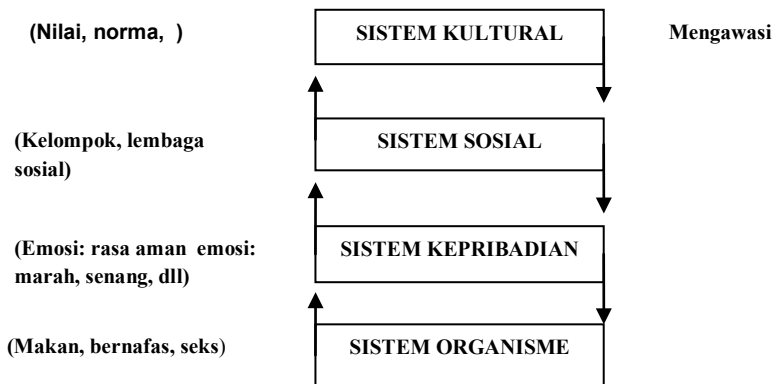 (Nilai, norma,  ) SISTEM KULTURAL Mengawasi
(Kelompok, lembaga
sosial) SISTEM SOSIAL
(Emosi: rasa aman  emosi:
marah, senang, dll) SISTEM KEPRIBADIAN
(Makan, bernafas, seks) SISTEM ORGANISME